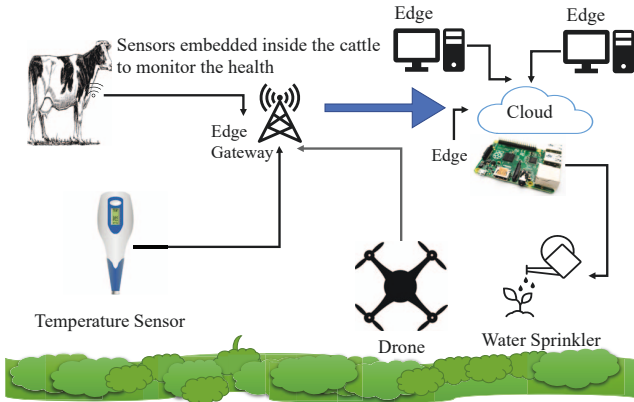 Edge
Edge
Sensors embedded inside the cattle
to monitor the health
Cloud
Edge
Gateway
Edge
Temperature Sensor
Drone
Water Sprinkler